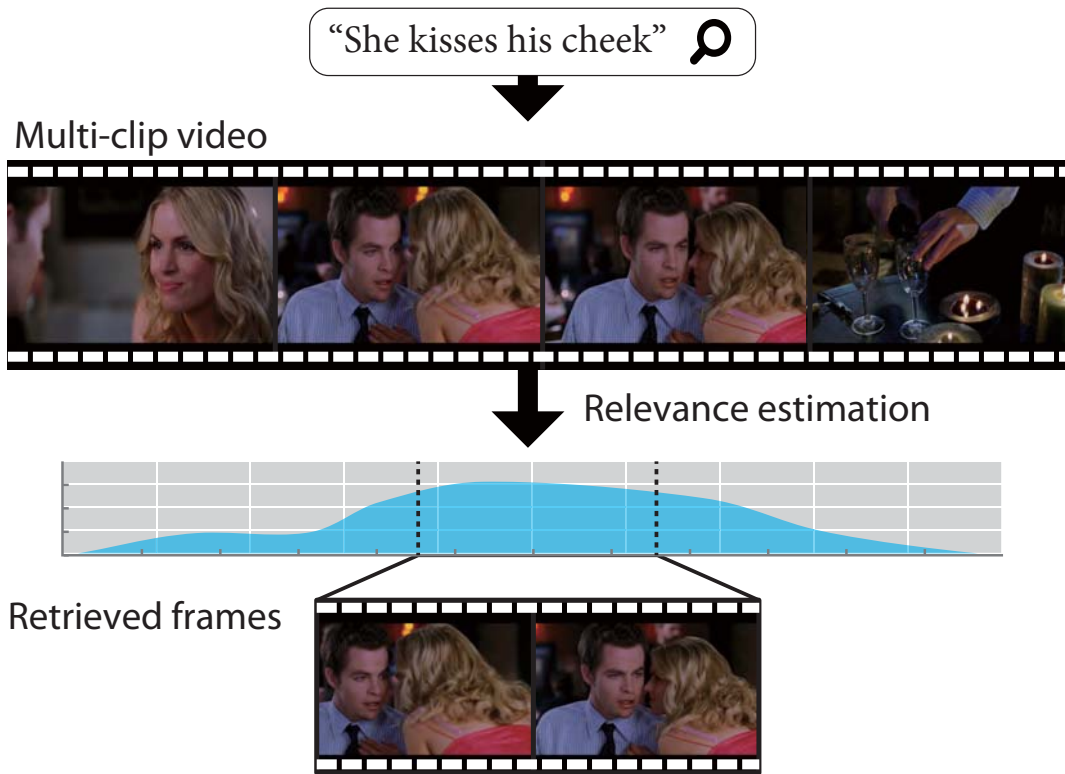 “She kisses his cheek”
Multi-clip video
Relevance estimation
Retrieved frames